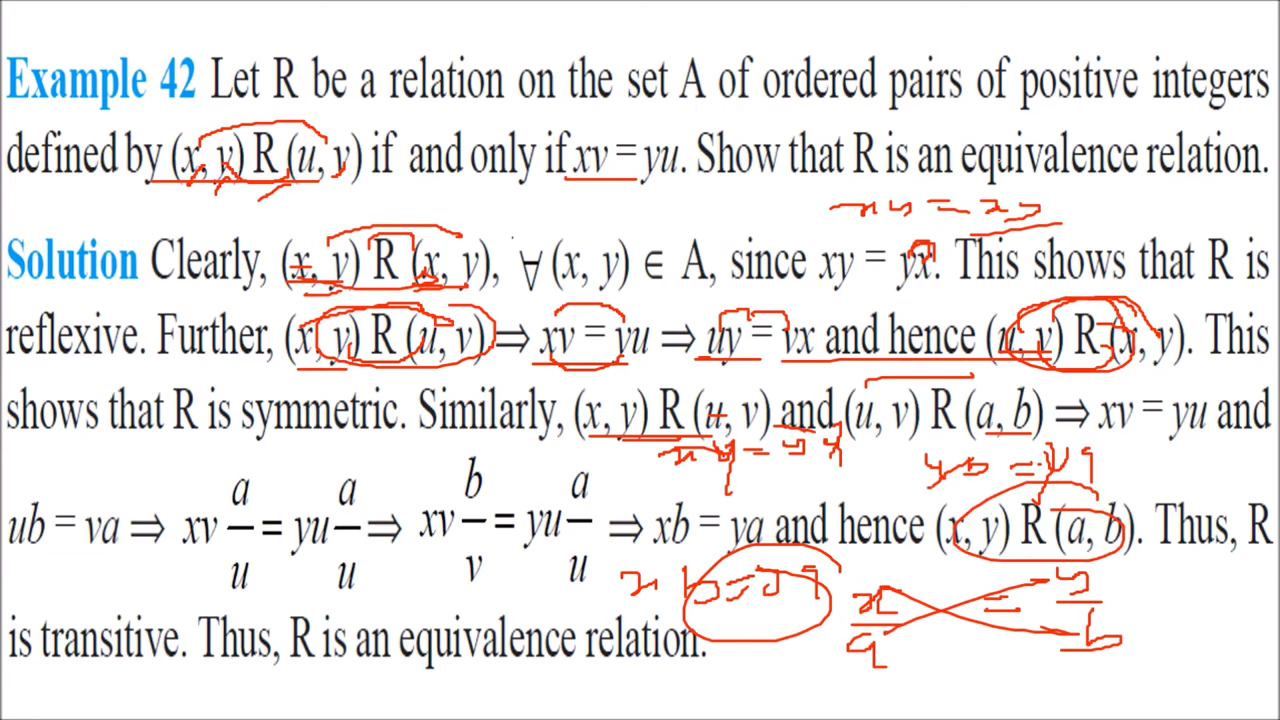 Example 42 Let R be a relation on the set A of ordered pairs of positive integers
defined by (x, y) R (u, v) if and only if xv = yu. Show that R is an equivalence relation.
xy = xy
Solution Clearly, (x, y) R (x, y), ∀ (x, y) ∈ A, since xy = yx. This shows that R is
reflexive. Further, (x, y) R (u, v) ⇒ xv = yu ⇒ uy = vx and hence (u, v) R (x, y). This
shows that R is symmetric. Similarly, (x, y) R (u, v) and (u, v) R (a, b) ⇒ xv = yu and
ub = va ⇒ xv a/u = yu a/u ⇒ xv b/v = yu a/u ⇒ xb = ya and hence (x, y) R (a, b). Thus, R
x b = y a
x/a = y/b
is transitive. Thus, R is an equivalence relation.